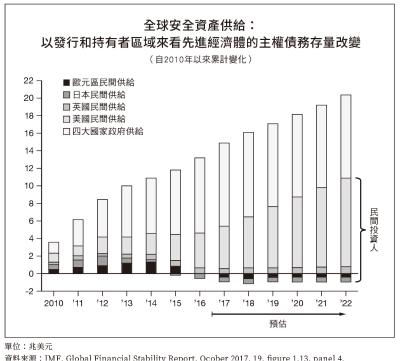 全球安全資產供給：
以發行和持有者區域來看先進經濟體的主權債務存量改變
（自2010年以來累計變化）
歐元區民間供給
日本民間供給
英國民間供給
美國民間供給
四大國家政府供給
22
20
18
16
14
12
10
8
6
4
2
0
-2
2010 '11 '12 '13 '14 '15 '16 '17 '18 '19 '20 '21 '22
預估
民間投資人
單位：兆美元
資料來源：IMF, Global Financial Stability Report, Ocober 2017, 19, figure 1.13, panel 4.